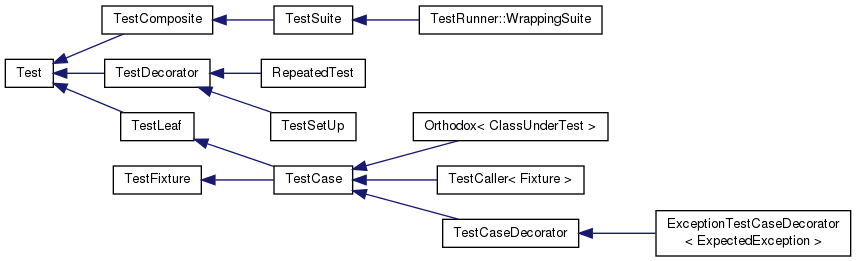 TestComposite
TestSuite
TestRunner::WrappingSuite
Test
TestDecorator
RepeatedTest
TestLeaf
TestSetUp
Orthodox< ClassUnderTest >
TestFixture
TestCase
TestCaller< Fixture >
TestCaseDecorator
ExceptionTestCaseDecorator
< ExpectedException >